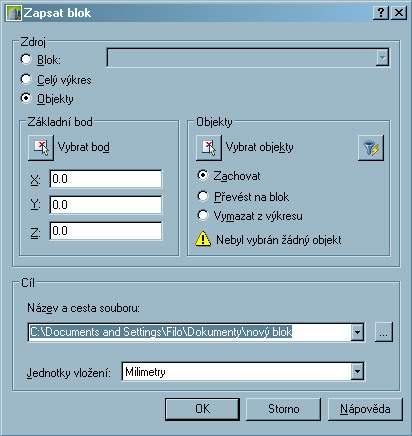 Zapsat blok
Zdroj
Blok:
Celý výkres
Objekty
Základní bod
Vybrat bod
X: 0.0
Y: 0.0
Z: 0.0
Objekty
Vybrat objekty
Zachovat
Převést na blok
Vymazat z výkresu
Nebyl vybrán žádný objekt
Cíl
Název a cesta souboru:
C:\Documents and Settings\Filo\Dokumenty\nový blok
...
Jednotky vložení: Milimetry
OK Storno Nápověda